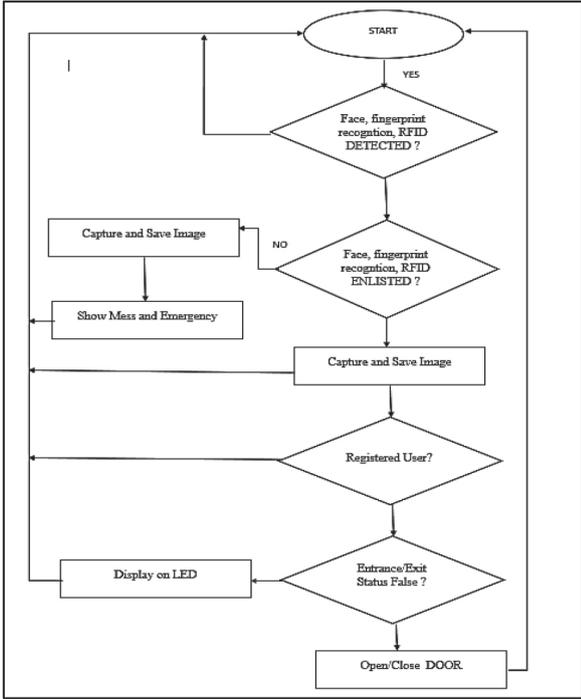 START
YES
Face, fingerprint
recogntion, RFID
DETECTED ?
Capture and Save Image
NO
Face, fingerprint
recogntion, RFID
ENLISTED ?
Show Mess and Emergency
Capture and Save Image
Registered User?
Display on LED
Entrance/Exit
Status False ?
Open/Close DOOR